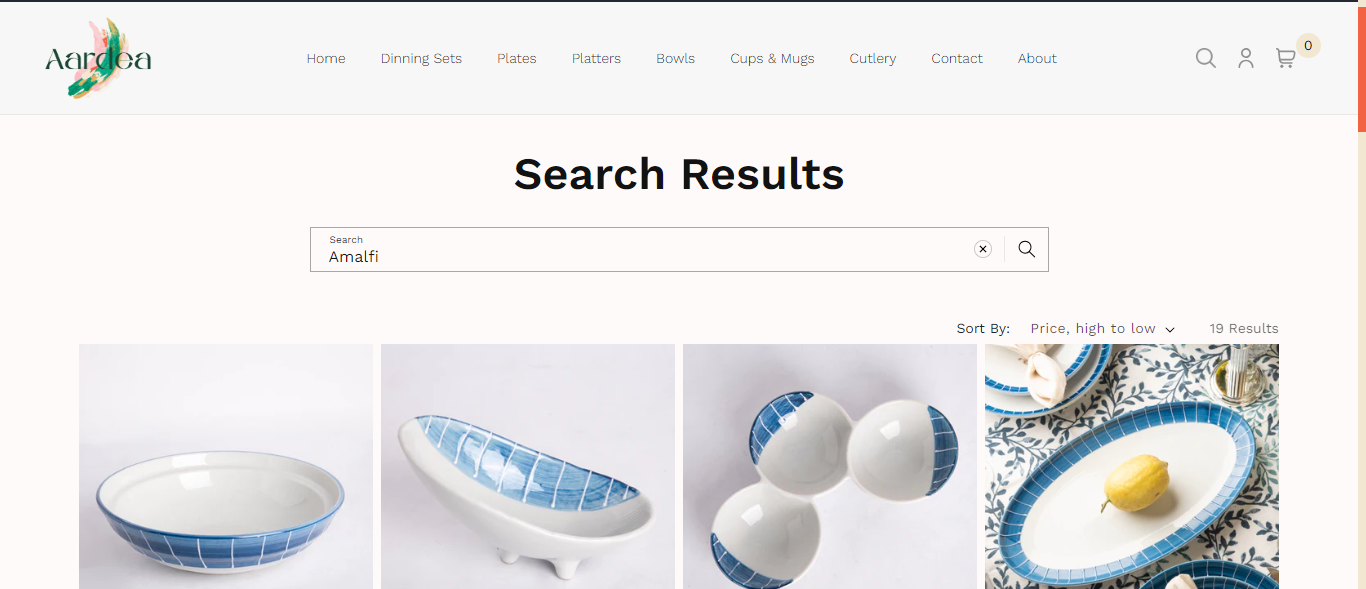 Aardea
Home Dinning Sets Plates Platters Bowls Cups & Mugs Cutlery Contact About
0
Search Results
Search
Amalfi
Sort By: Price, high to low 19 Results